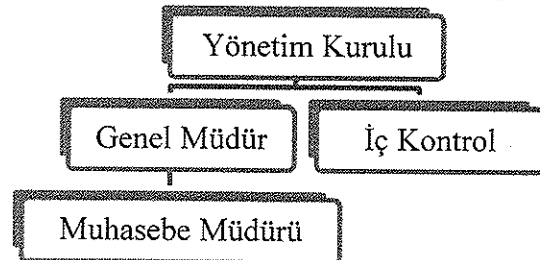 Yönetim Kurulu
Genel Müdür
İç Kontrol
Muhasebe Müdürü